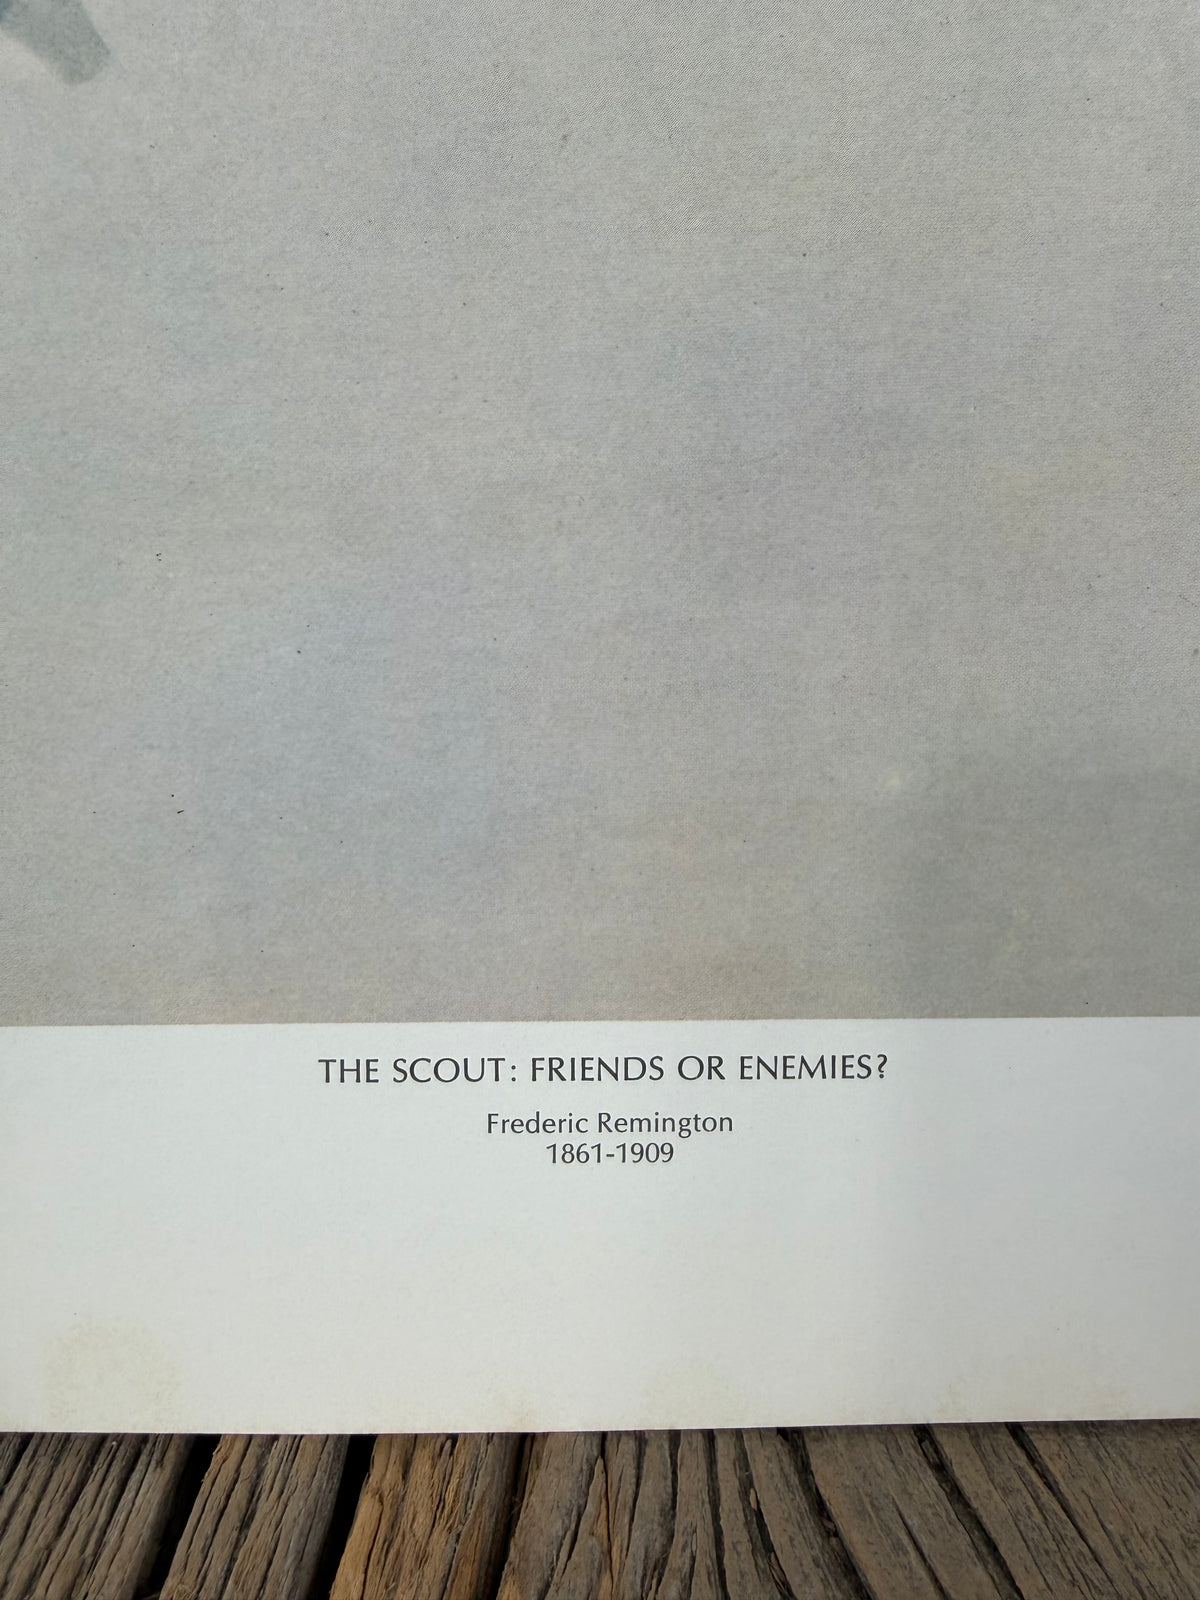 THE SCOUT: FRIENDS OR ENEMIES?
Frederic Remington
1861-1909